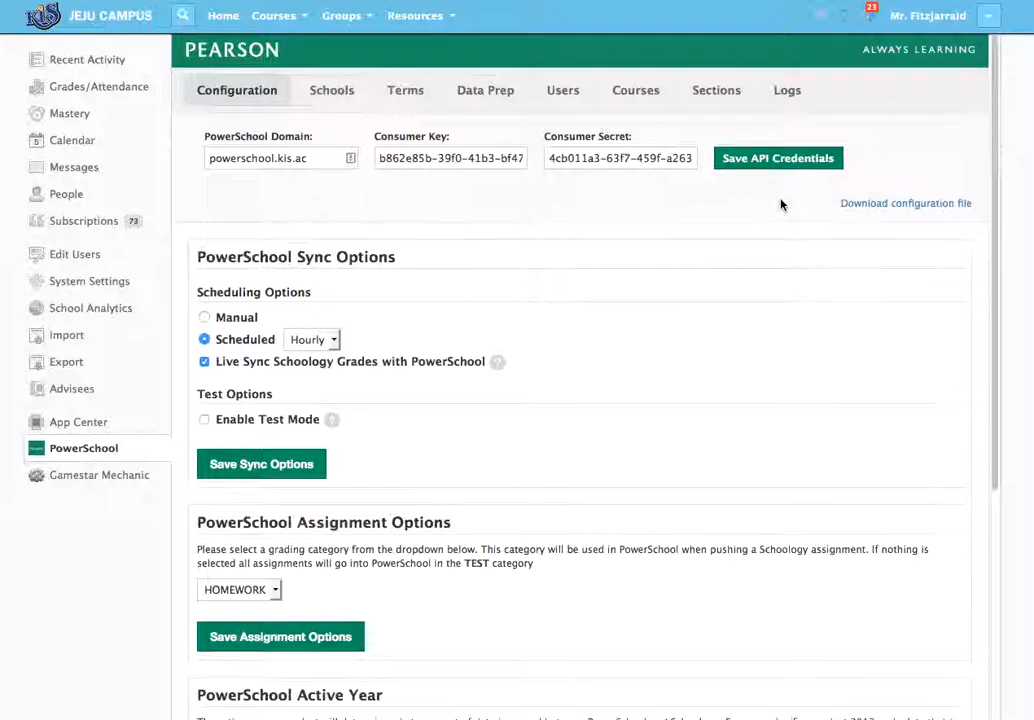 KIS JEJU CAMPUS Home Courses Groups Resources 23 Mr. Fitzjarrald
PEARSON ALWAYS LEARNING
Recent Activity
Grades/Attendance
Mastery
5 Calendar
Messages
People
Subscriptions 73
Edit Users
System Settings
School Analytics
Import
Export
Advisees
App Center
PowerSchool
Gamestar Mechanic
Configuration Schools Terms Data Prep Users Courses Sections Logs
PowerSchool Domain: Consumer Key: Consumer Secret:
powerschool.kis.ac b862e85b-39f0-41b3-bf47 4cb011a3-63f7-459f-a263 Save API Credentials
Download configuration file
PowerSchool Sync Options
Scheduling Options
Manual
Scheduled Hourly
Live Sync Schoology Grades with PowerSchool ?
Test Options
Enable Test Mode ?
Save Sync Options
PowerSchool Assignment Options
Please select a grading category from the dropdown below. This category will be used in PowerSchool when pushing a Schoology assignment. If nothing is
selected all assignments will go into PowerSchool in the TEST category
HOMEWORK
Save Assignment Options
PowerSchool Active Year